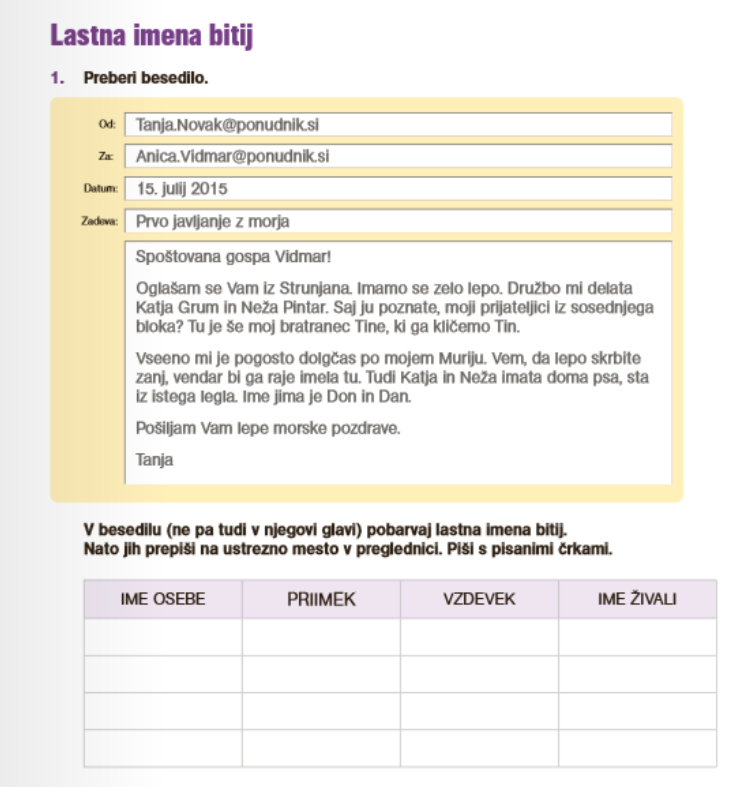 Lastna imena bitij
1. Preberi besedilo.
Od: Tanja.Novak@ponudnik.si
Za: Anica.Vidmar@ponudnik.si
Datum: 15. julij 2015
Zadeva: Prvo javljanje z morja
Spoštovana gospa Vidmar!
Oglašam se Vam iz Strunjana. Imamo se zelo lepo. Družbo mi delata
Katja Grum in Neža Pintar. Saj ju poznate, moji prijateljici iz sosednjega
bloka? Tu je še moj bratranec Tine, ki ga kličemo Tin.
Vseeno mi je pogosto dolgčas po mojem Muriju. Vem, da lepo skrbite
zanj, vendar bi ga raje imela tu. Tudi Katja in Neža imata doma psa, sta
iz istega legla. Ime jima je Don in Dan.
Pošiljam Vam lepe morske pozdrave.
Tanja
V besedilu (ne pa tudi v njegovi glavi) pobarvaj lastna imena bitij.
Nato jih prepiši na ustrezno mesto v preglednici. Piši s pisanimi črkami.
IME OSEBE PRIIMEK VZDEVEK IME ŽIVALI